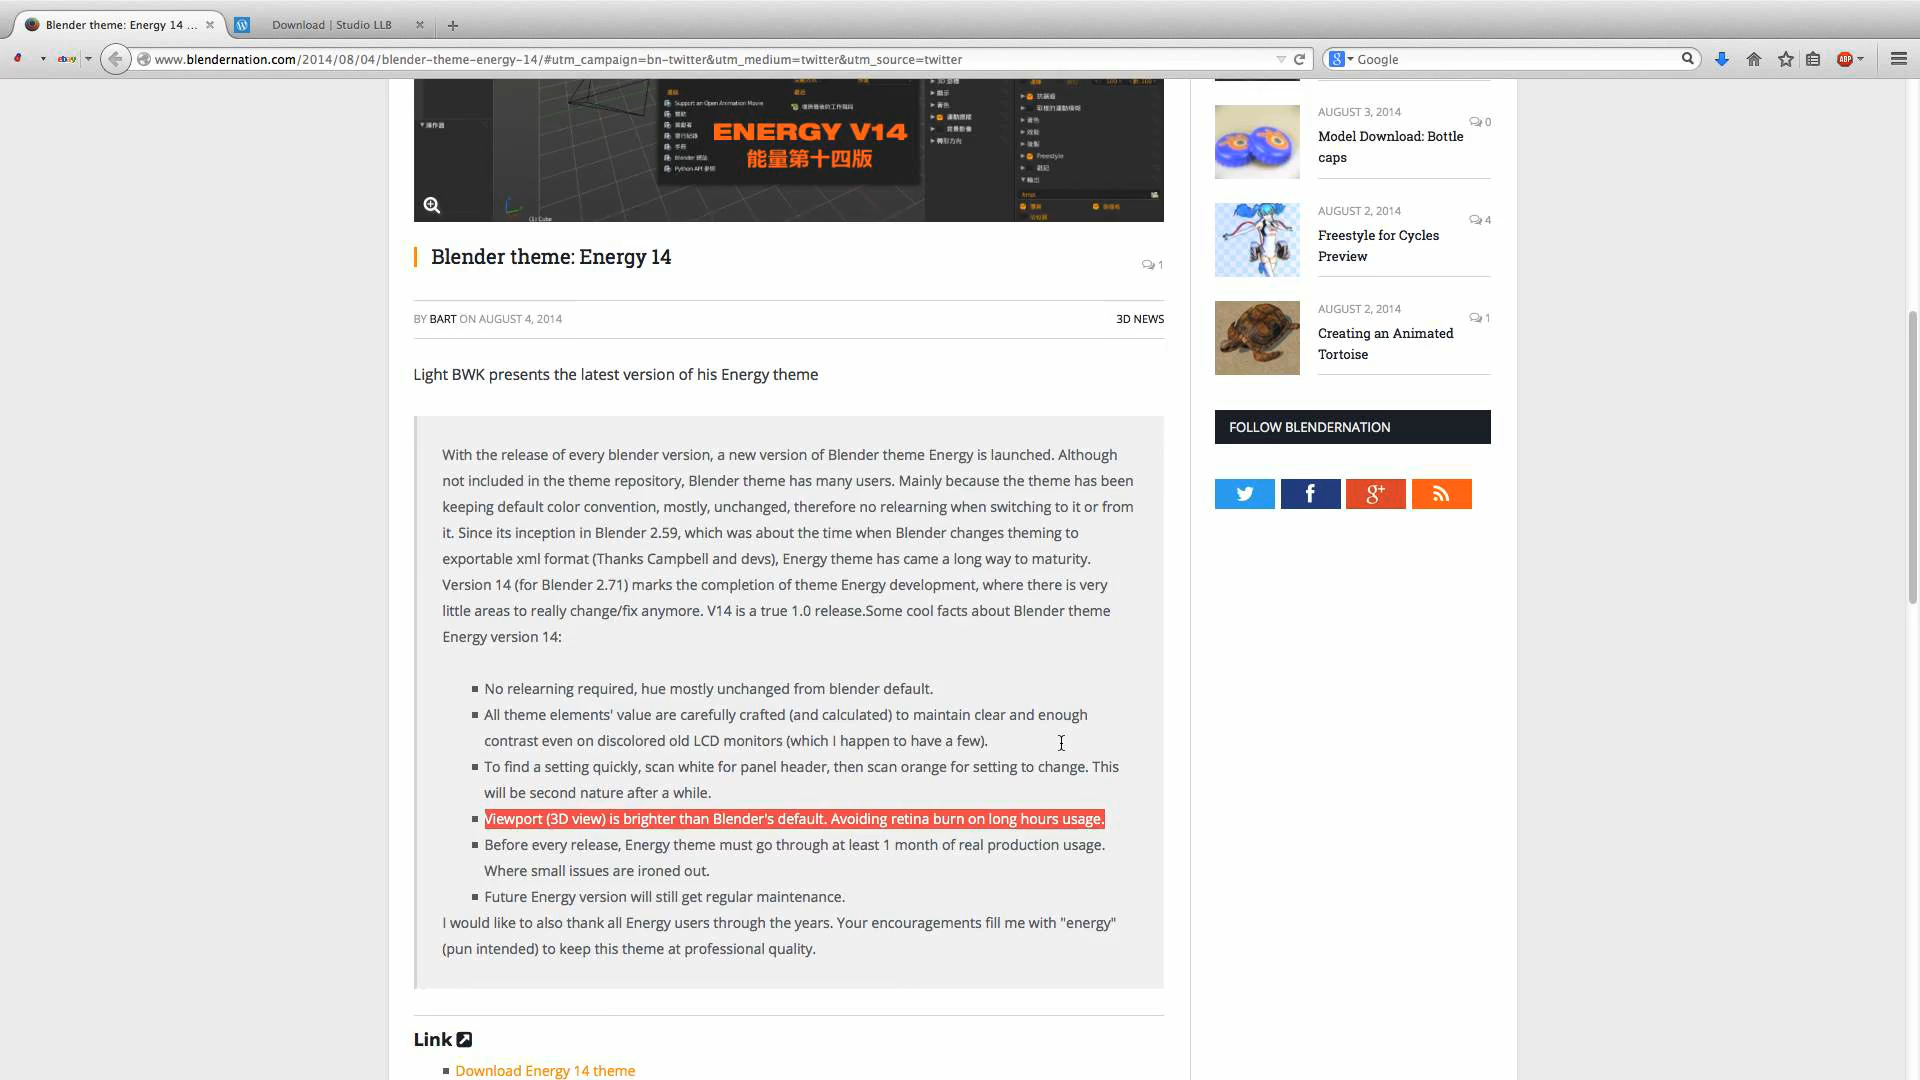 Blender theme: Energy 14 ...
Download | Studio LLB
www.blendernation.com/2014/08/04/blender-theme-energy-14/#utm_campaign=bn-twitter&utm_medium=twitter&utm_source=twitter
Google
ABP
Support an Open Animation Movie
Blender 網站
Python API 參照
ENERGY V14
能量第十四版
(1) Cube
Freestyle
Blender theme: Energy 14
1
BY BART ON AUGUST 4, 2014
3D NEWS
Light BWK presents the latest version of his Energy theme
With the release of every blender version, a new version of Blender theme Energy is launched. Although
not included in the theme repository, Blender theme has many users. Mainly because the theme has been
keeping default color convention, mostly, unchanged, therefore no relearning when switching to it or from
it. Since its inception in Blender 2.59, which was about the time when Blender changes theming to
exportable xml format (Thanks Campbell and devs), Energy theme has came a long way to maturity.
Version 14 (for Blender 2.71) marks the completion of theme Energy development, where there is very
little areas to really change/fix anymore. V14 is a true 1.0 release.Some cool facts about Blender theme
Energy version 14:
No relearning required, hue mostly unchanged from blender default.
All theme elements' value are carefully crafted (and calculated) to maintain clear and enough
contrast even on discolored old LCD monitors (which I happen to have a few).
To find a setting quickly, scan white for panel header, then scan orange for setting to change. This
will be second nature after a while.
Viewport (3D view) is brighter than Blender's default. Avoiding retina burn on long hours usage.
Before every release, Energy theme must go through at least 1 month of real production usage.
Where small issues are ironed out.
Future Energy version will still get regular maintenance.
I would like to also thank all Energy users through the years. Your encouragements fill me with "energy"
(pun intended) to keep this theme at professional quality.
Link
Download Energy 14 theme
AUGUST 3, 2014
0
Model Download: Bottle
caps
AUGUST 2, 2014
4
Freestyle for Cycles
Preview
AUGUST 2, 2014
1
Creating an Animated
Tortoise
FOLLOW BLENDERNATION